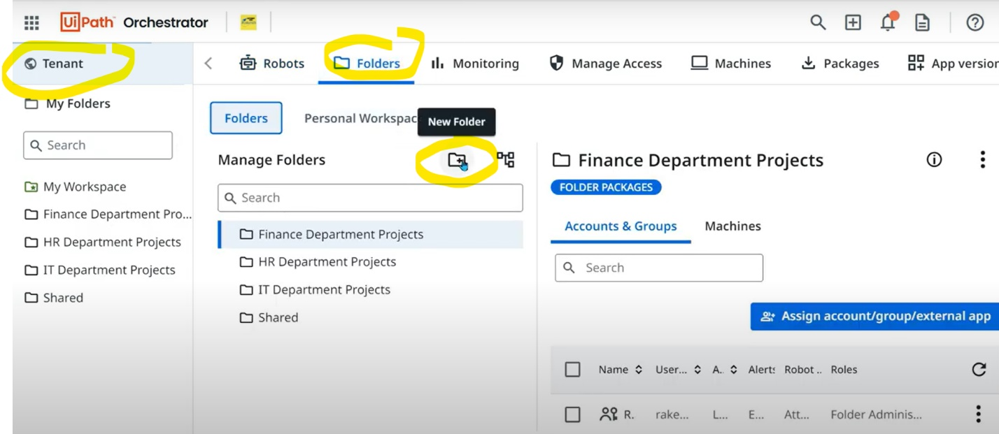 UiPath Orchestrator
Tenant
Robots Folders Monitoring Manage Access Machines Packages App version
My Folders
Search
My Workspace
Finance Department Pro...
HR Department Projects
IT Department Projects
Shared
Folders Personal Workspac
New Folder
Manage Folders
Search
Finance Department Projects
HR Department Projects
IT Department Projects
Shared
Finance Department Projects
FOLDER PACKAGES
Accounts & Groups Machines
Search
Assign account/group/external app
Name User... A.. Alerts Robot .. Roles
R. rake... L... E... Att... Folder Adminis...